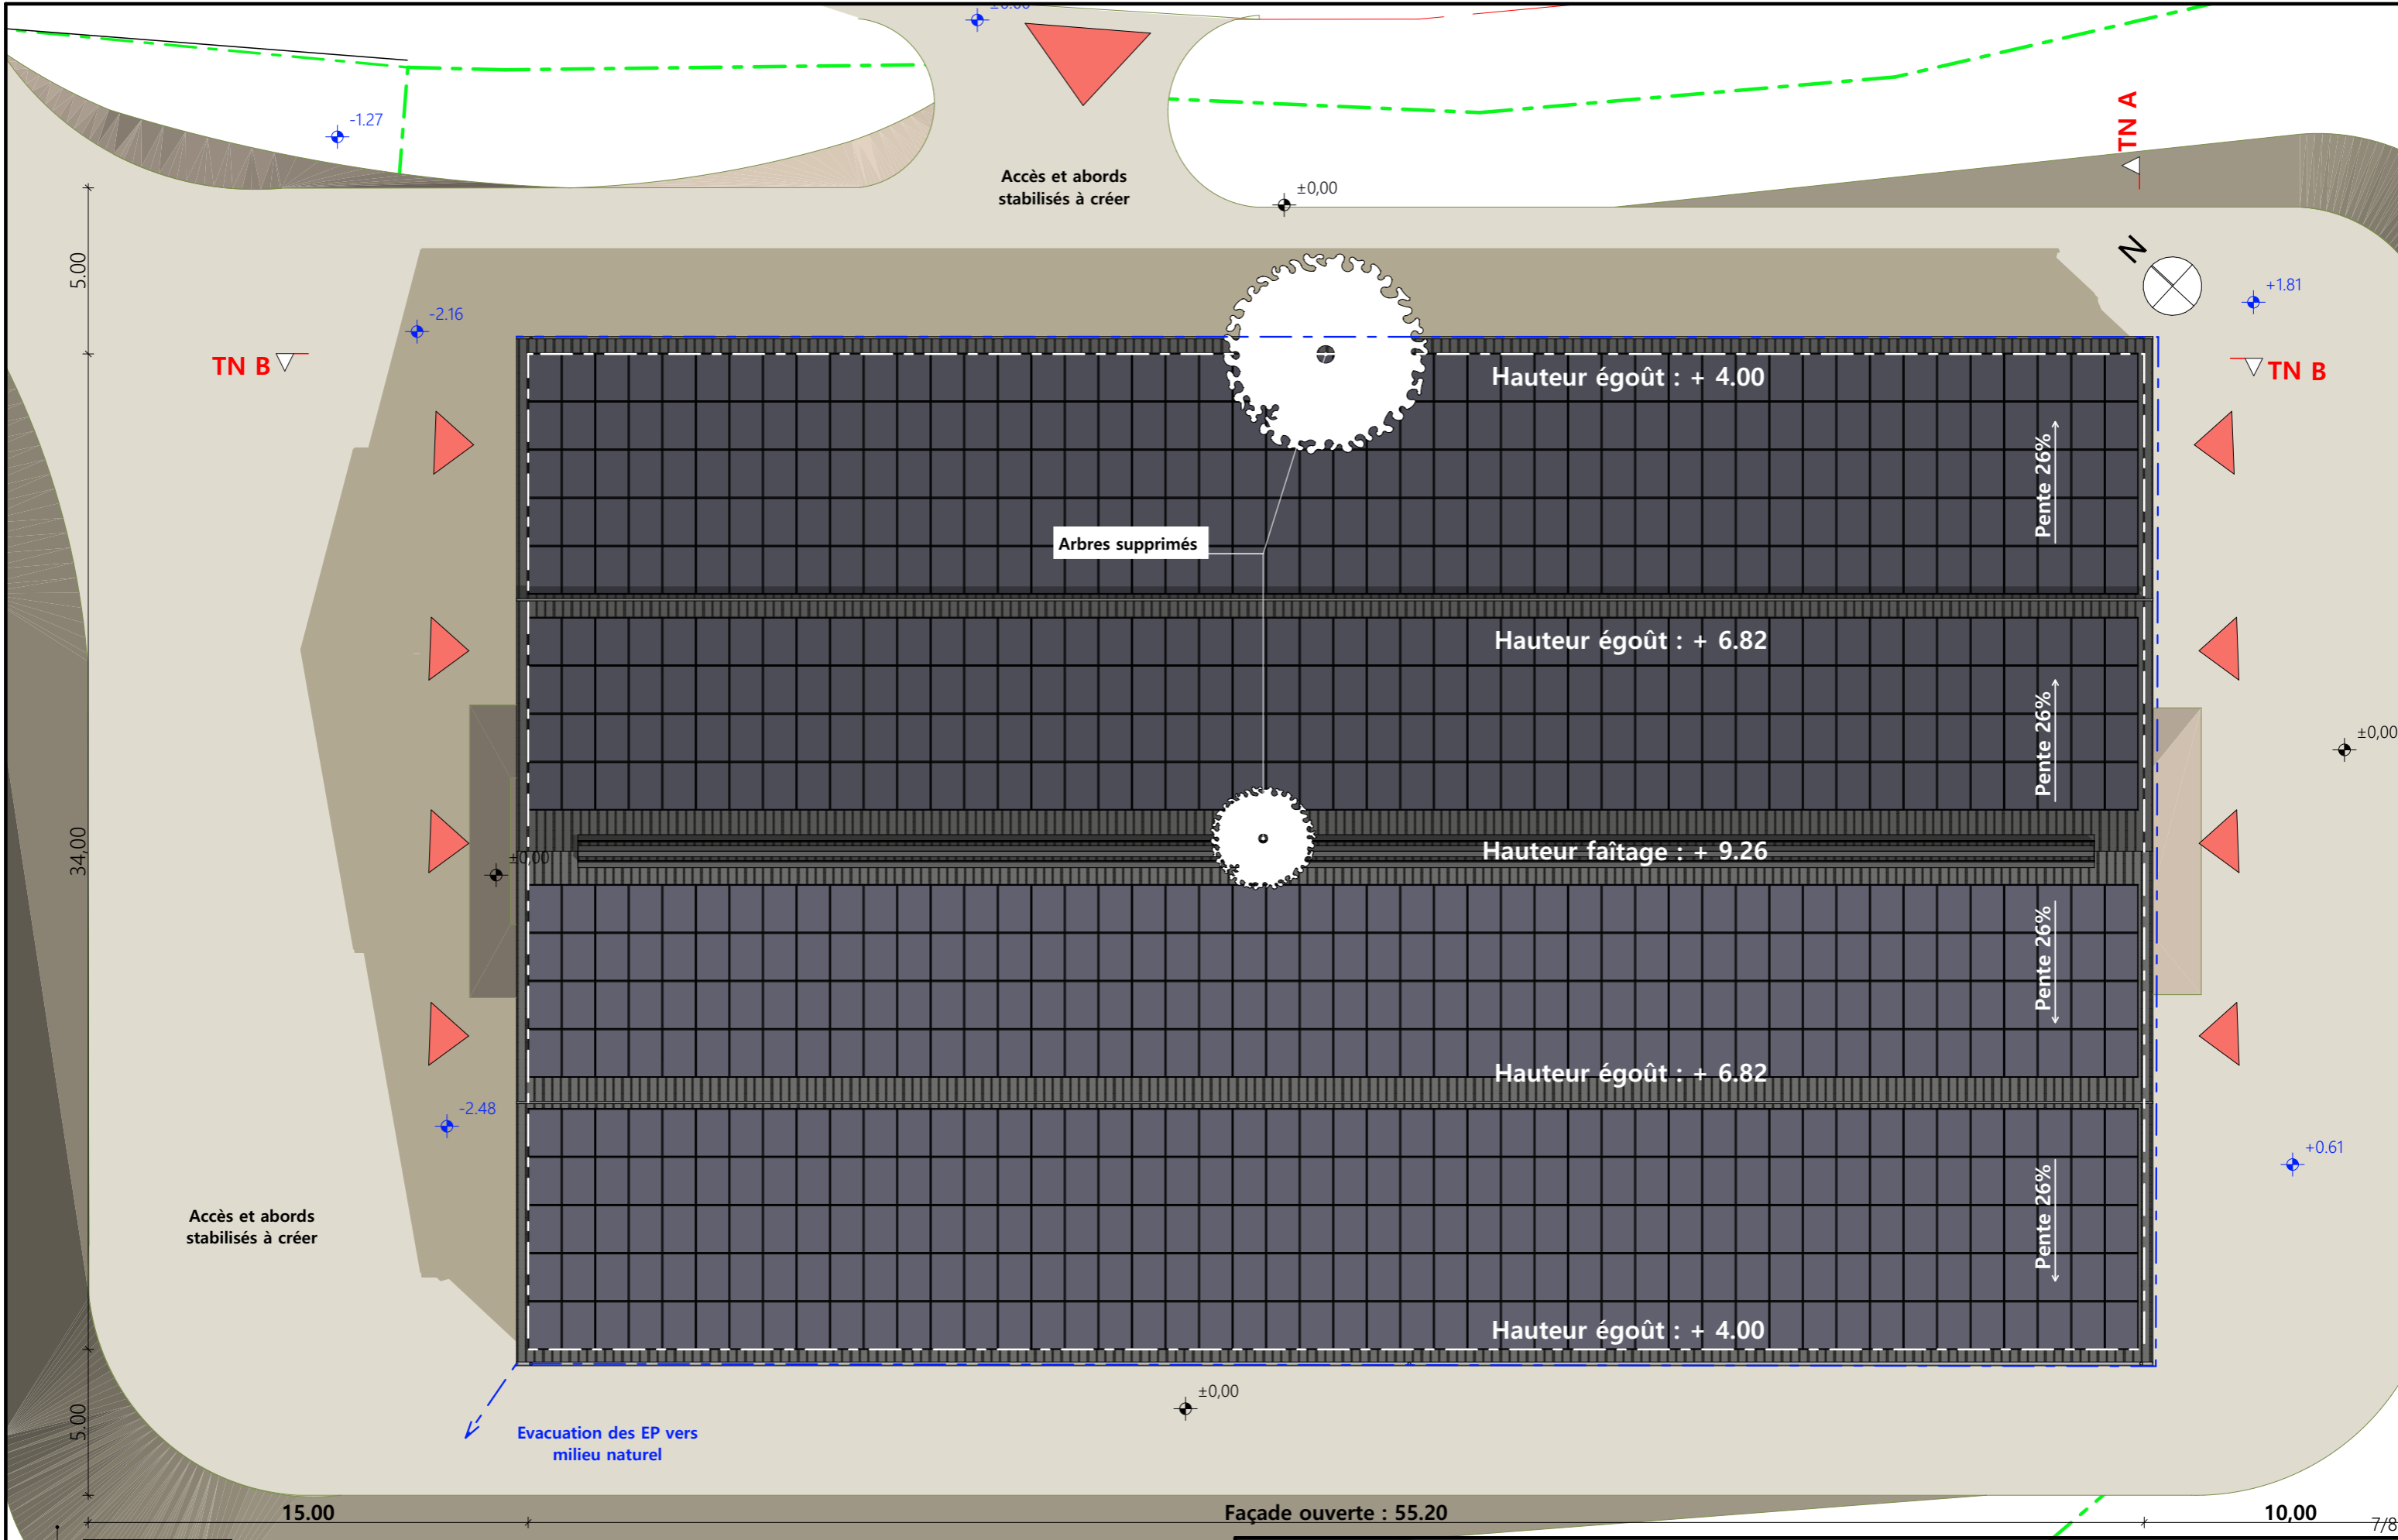 ±0.00
-1.27
TN A
Accès et abords
stabilisés à créer
±0,00
N
5.00
+1.81
-2.16
TN B
TN B
Hauteur égoût : + 4.00
Pente 26%
Arbres supprimés
Hauteur égoût : + 6.82
Pente 26%
±0,00
34,00
Hauteur faîtage : + 9.26
±0,00
Pente 26%
Hauteur égoût : + 6.82
-2.48
+0.61
Accès et abords
stabilisés à créer
Pente 26%
Hauteur égoût : + 4.00
±0,00
5.00
Evacuation des EP vers
milieu naturel
15.00
Façade ouverte : 55.20
10,00
7/8